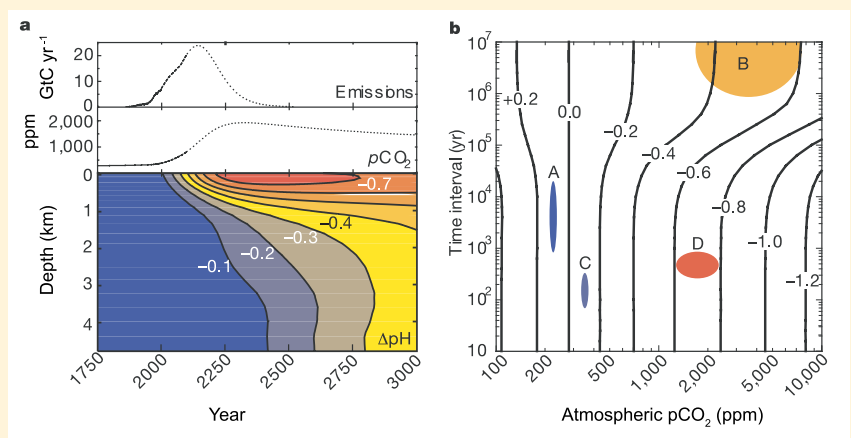 a
GtC yr⁻¹
20
10
0
Emissions
ppm
2,000
1,000
pCO₂
Depth (km)
0
1
2
3
4
–0.7
–0.4
–0.3
–0.2
–0.1
ΔpH
1750
2000
2250
2500
2750
3000
Year
b
Time interval (yr)
10⁷
10⁶
10⁵
10⁴
10³
10²
10
+0.2
0.0
–0.2
–0.4
–0.6
–0.8
–1.0
–1.2
A
B
C
D
100
200
500
1,000
2,000
5,000
10,000
Atmospheric pCO₂ (ppm)